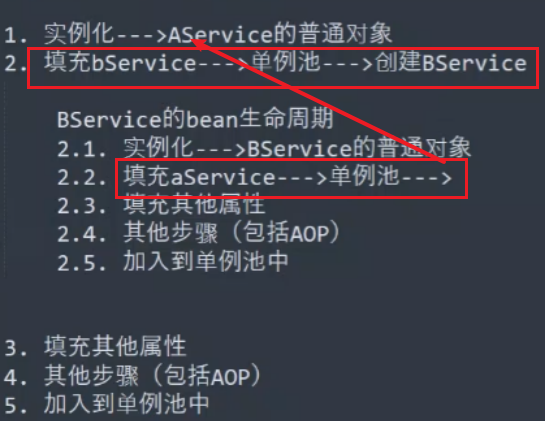 1. 实例化--->AService的普通对象
2. 填充bService--->单例池--->创建BService
BService的bean生命周期
2.1. 实例化--->BService的普通对象
2.2. 填充aService--->单例池--->
2.3. 填充其他属性
2.4. 其他步骤（包括AOP）
2.5. 加入到单例池中
3. 填充其他属性
4. 其他步骤（包括AOP）
5. 加入到单例池中